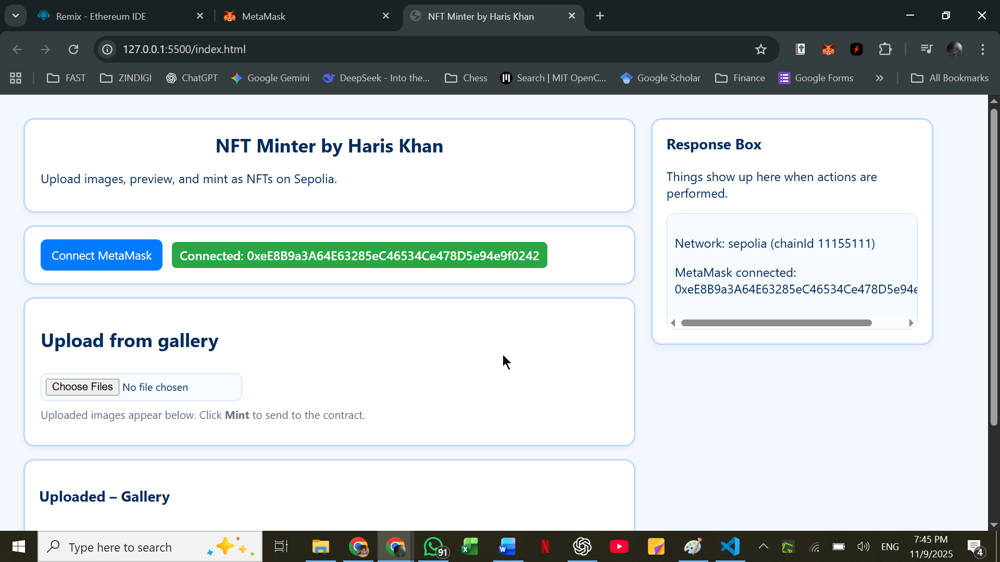 Remix - Ethereum IDE
MetaMask
NFT Minter by Haris Khan
127.0.0.1:5500/index.html
FAST
ZINDIGI
ChatGPT
Google Gemini
DeepSeek - Into the...
Chess
Search | MIT OpenC...
Google Scholar
Finance
Google Forms
All Bookmarks
NFT Minter by Haris Khan
Upload images, preview, and mint as NFTs on Sepolia.
Connect MetaMask
Connected: 0xeE8B9a3A64E63285eC46534Ce478D5e94e9f0242
Upload from gallery
Choose Files No file chosen
Uploaded images appear below. Click Mint to send to the contract.
Uploaded – Gallery
Response Box
Things show up here when actions are
performed.
Network: sepolia (chainId 11155111)
MetaMask connected:
0xeE8B9a3A64E63285eC46534Ce478D5e94e
Type here to search
91
ENG
7:45 PM
11/9/2025
4